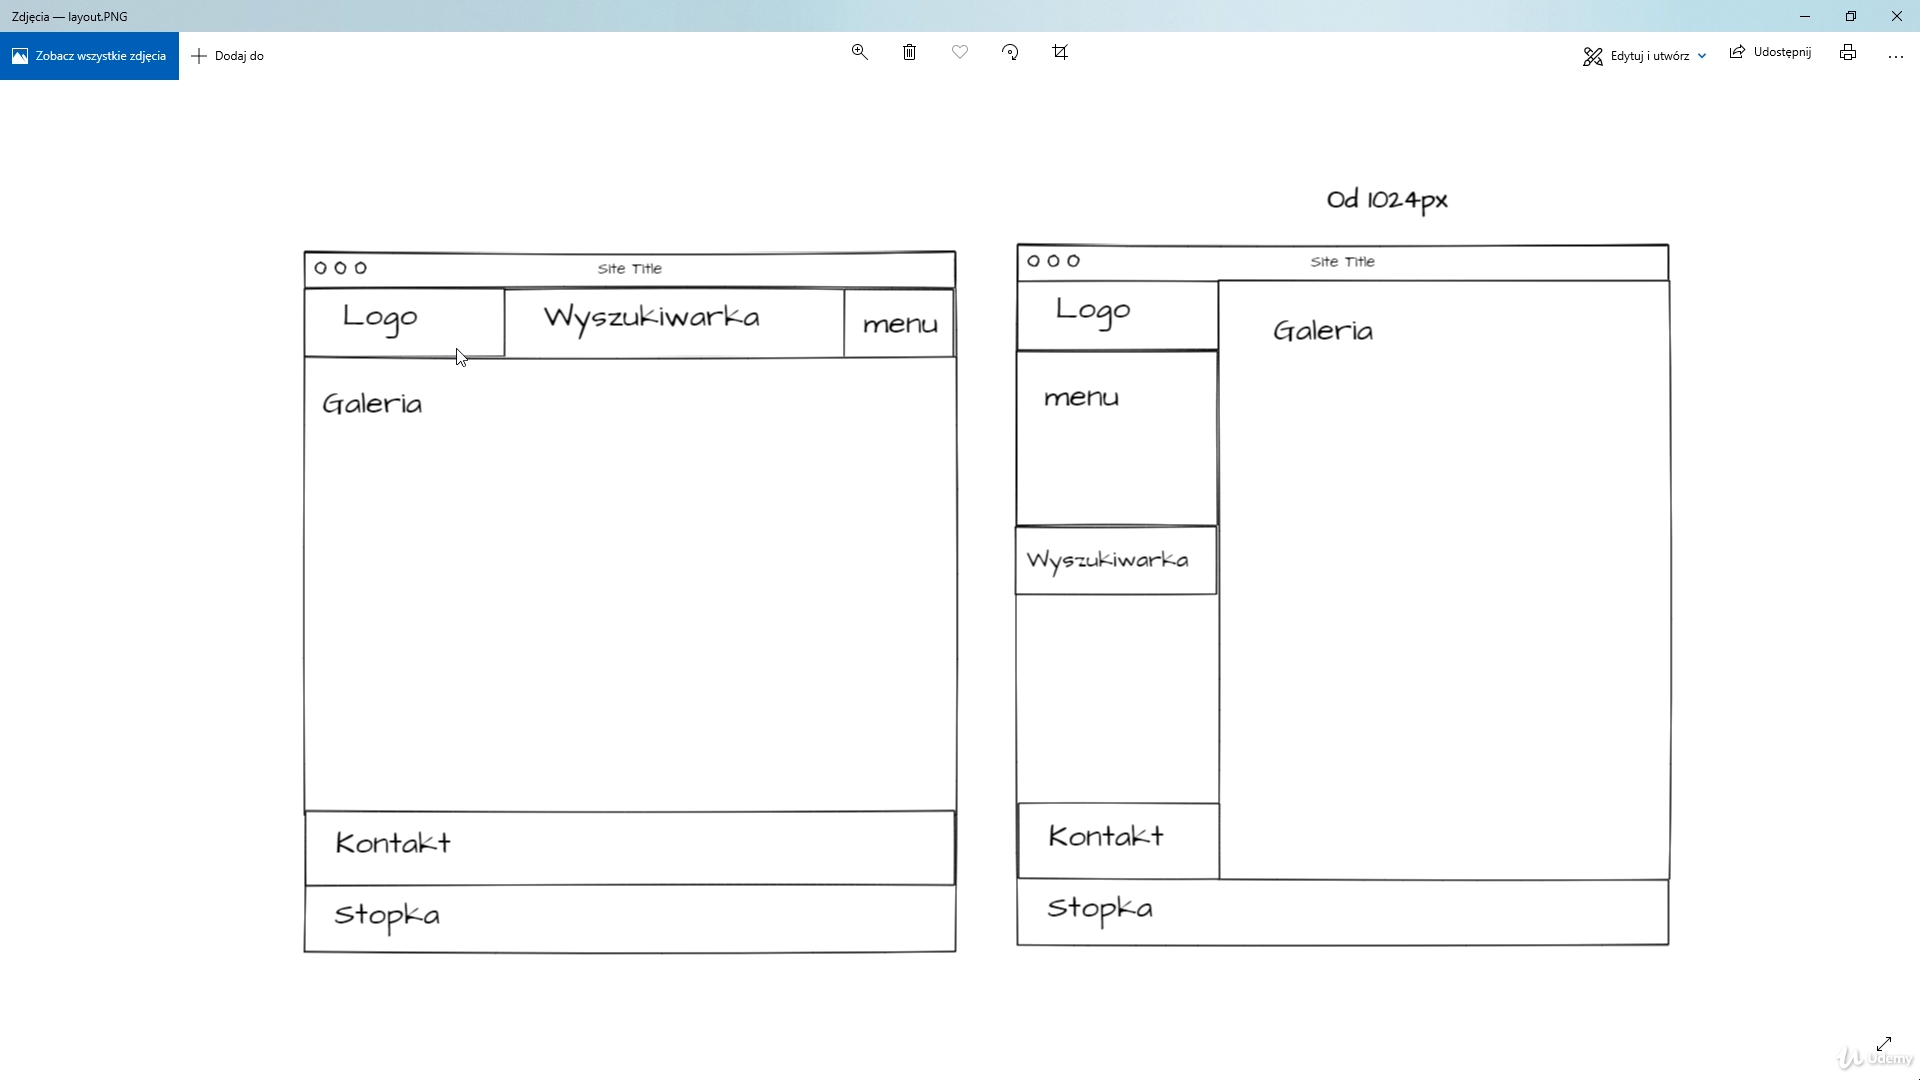 Zdjęcia — layout.PNG
Zobacz wszystkie zdjęcia
Dodaj do
Edytuj i utwórz
Udostępnij
Site Title
Logo
Wyszukiwarka
menu
Galeria
Kontakt
Stopka
Od 1024px
Site Title
Logo
Galeria
menu
Wyszukiwarka
Kontakt
Stopka
Udemy